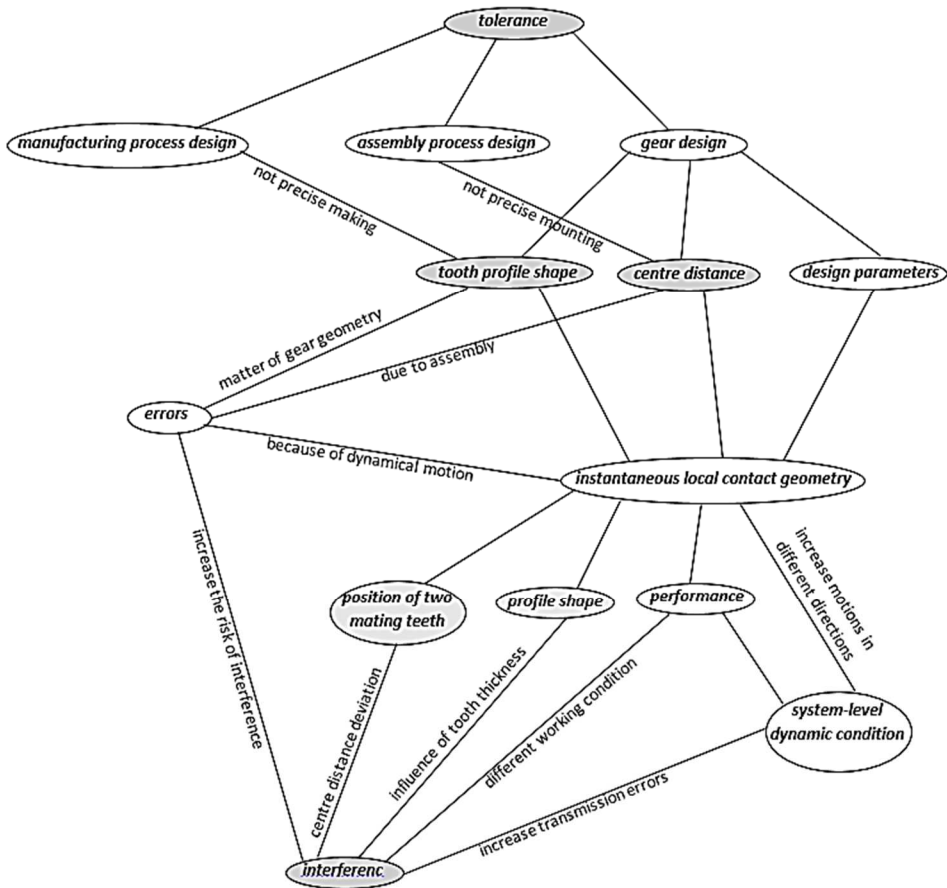 tolerance
manufacturing process design
assembly process design
gear design
not precise making
not precise mounting
tooth profile shape
centre distance
design parameters
matter of gear geometry
due to assembly
errors
because of dynamical motion
instantaneous local contact geometry
increase the risk of interference
increase motions in
different directions
position of two
mating teeth
profile shape
performance
centre distance deviation
influence of tooth thickness
different working condition
system-level
dynamic condition
increase transmission errors
interferenc